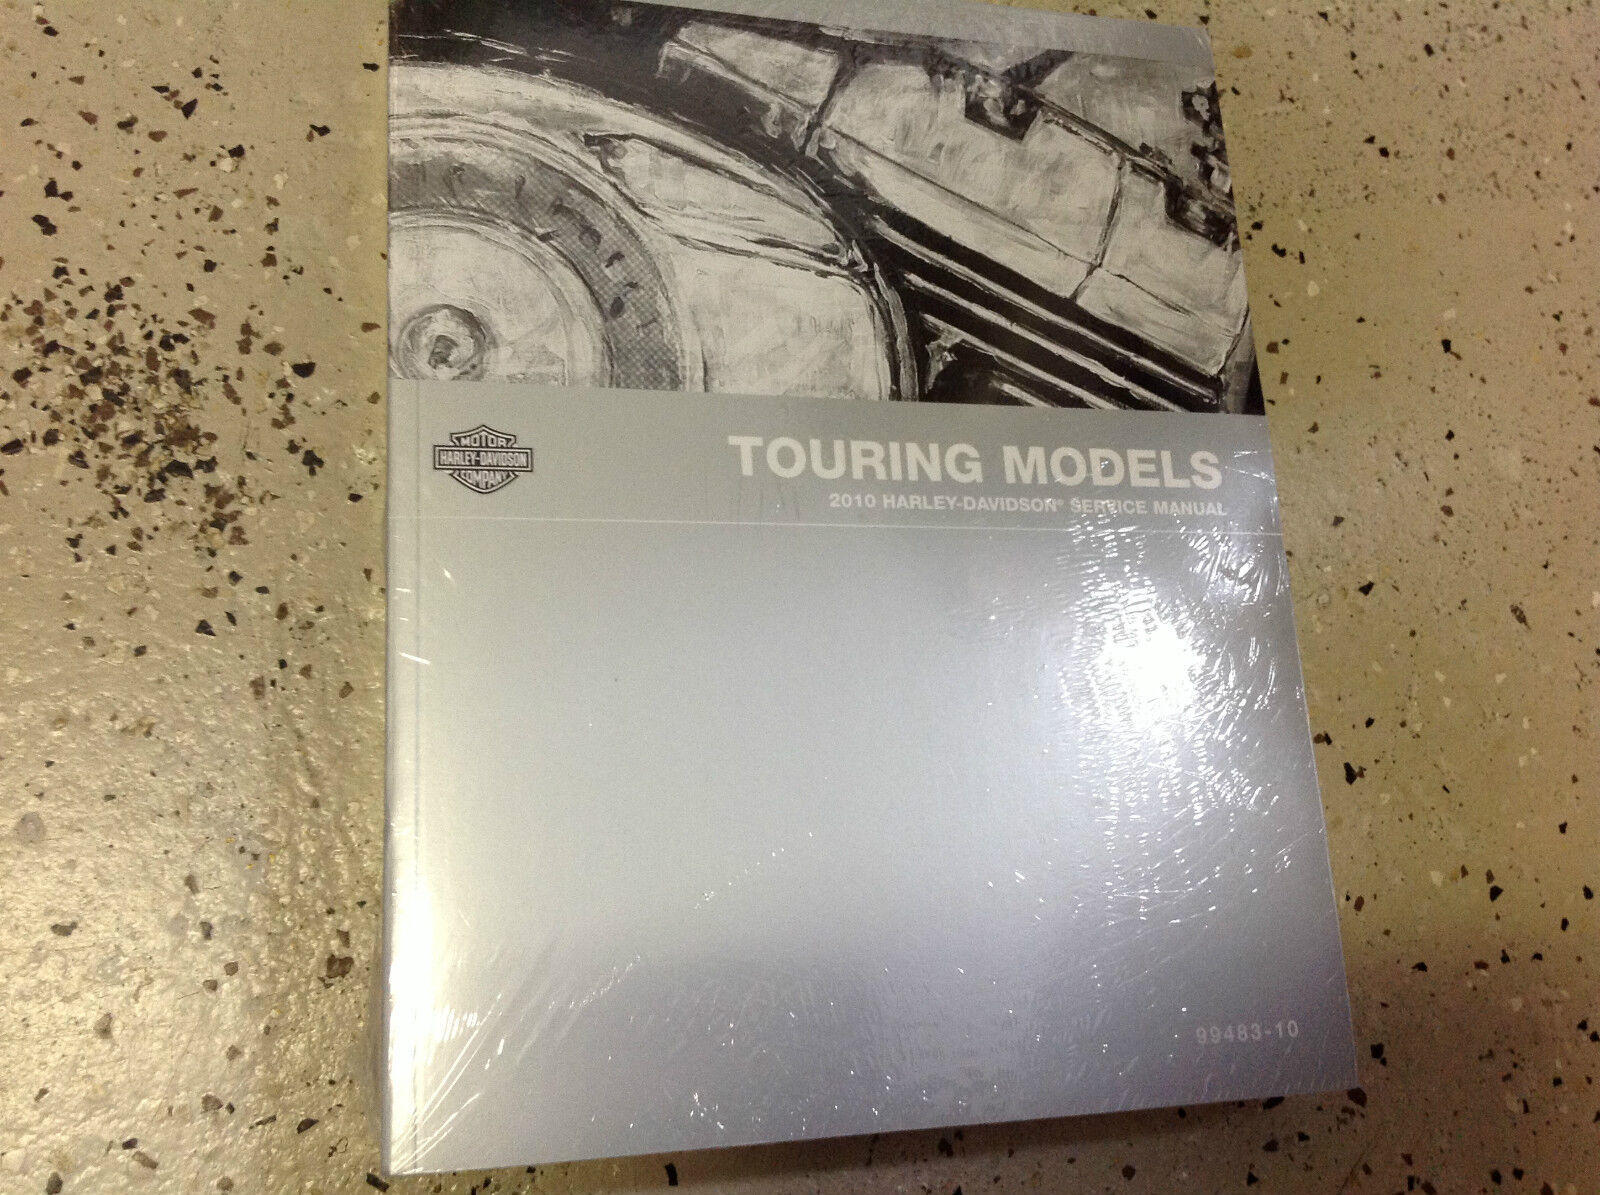 MOTOR
HARLEY-DAVIDSON
COMPANY
TOURING MODELS
2010 HARLEY-DAVIDSON® SERVICE MANUAL
99483-10